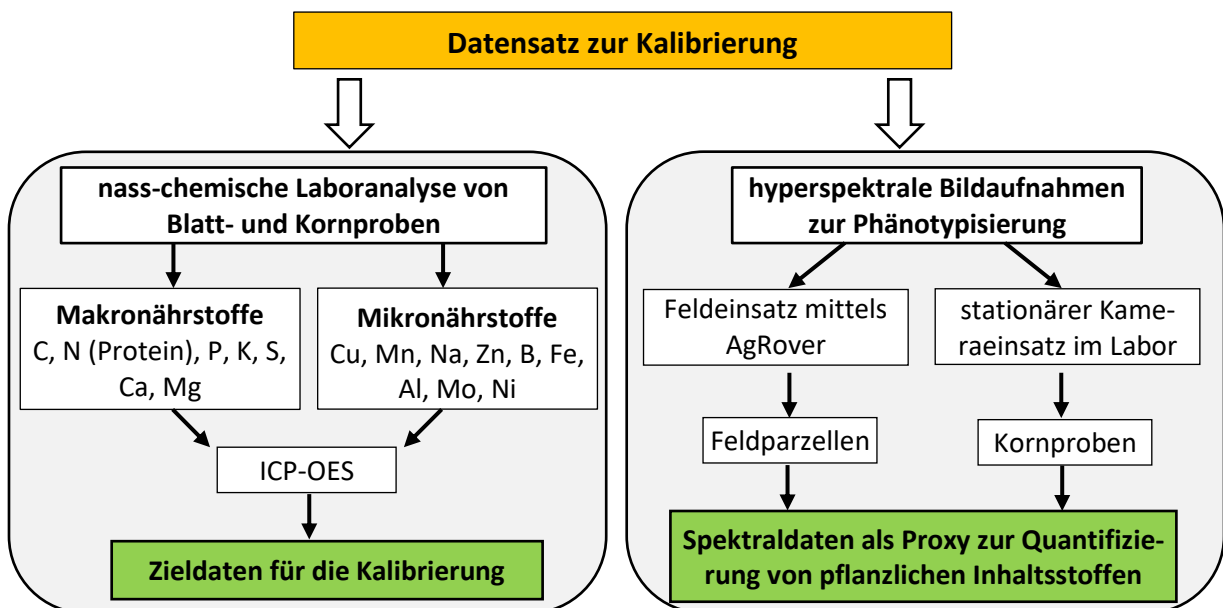 Datensatz zur Kalibrierung
nass-chemische Laboranalyse von
Blatt- und Kornproben
Makronährstoffe
C, N (Protein), P, K, S,
Ca, Mg
Mikronährstoffe
Cu, Mn, Na, Zn, B, Fe,
Al, Mo, Ni
ICP-OES
Zieldaten für die Kalibrierung
hyperspektrale Bildaufnahmen
zur Phänotypisierung
Feldeinsatz mittels
AgRover
stationärer Kame-
raeinsatz im Labor
Feldparzellen
Kornproben
Spektraldaten als Proxy zur Quantifizie-
rung von pflanzlichen Inhaltsstoffen